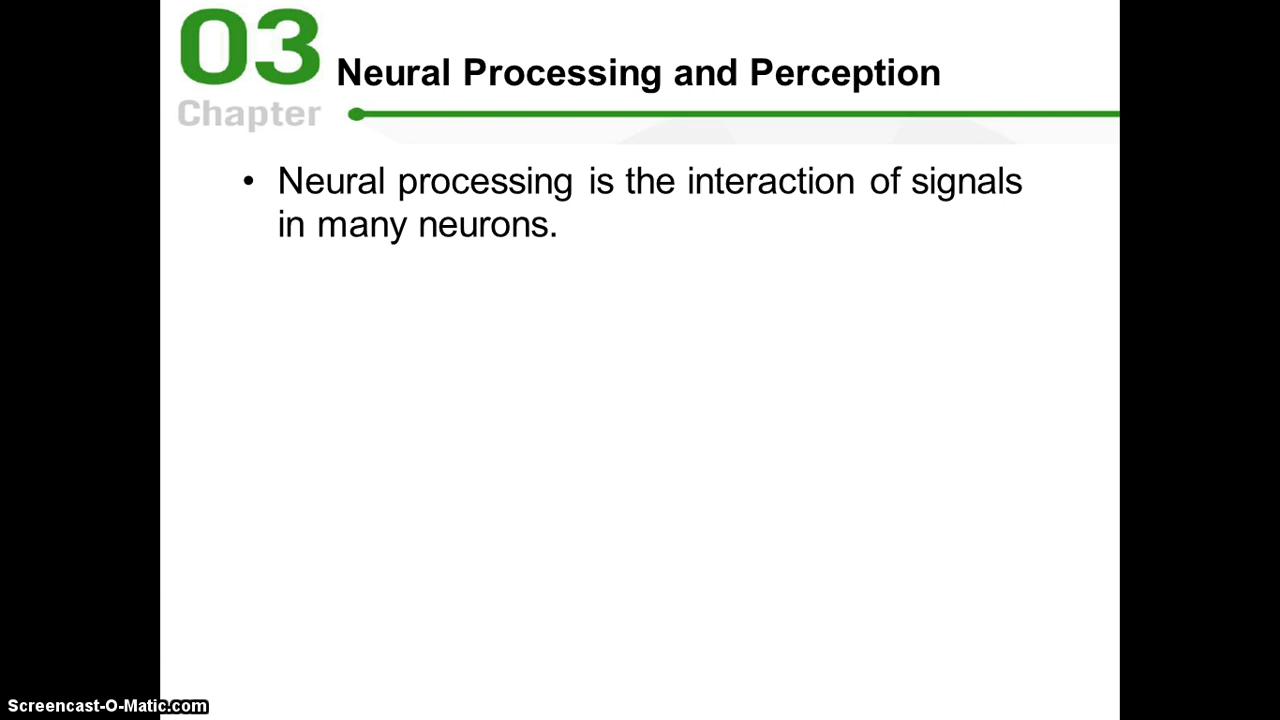 03
Chapter
Neural Processing and Perception
• Neural processing is the interaction of signals
in many neurons.
Screencast-O-Matic.com